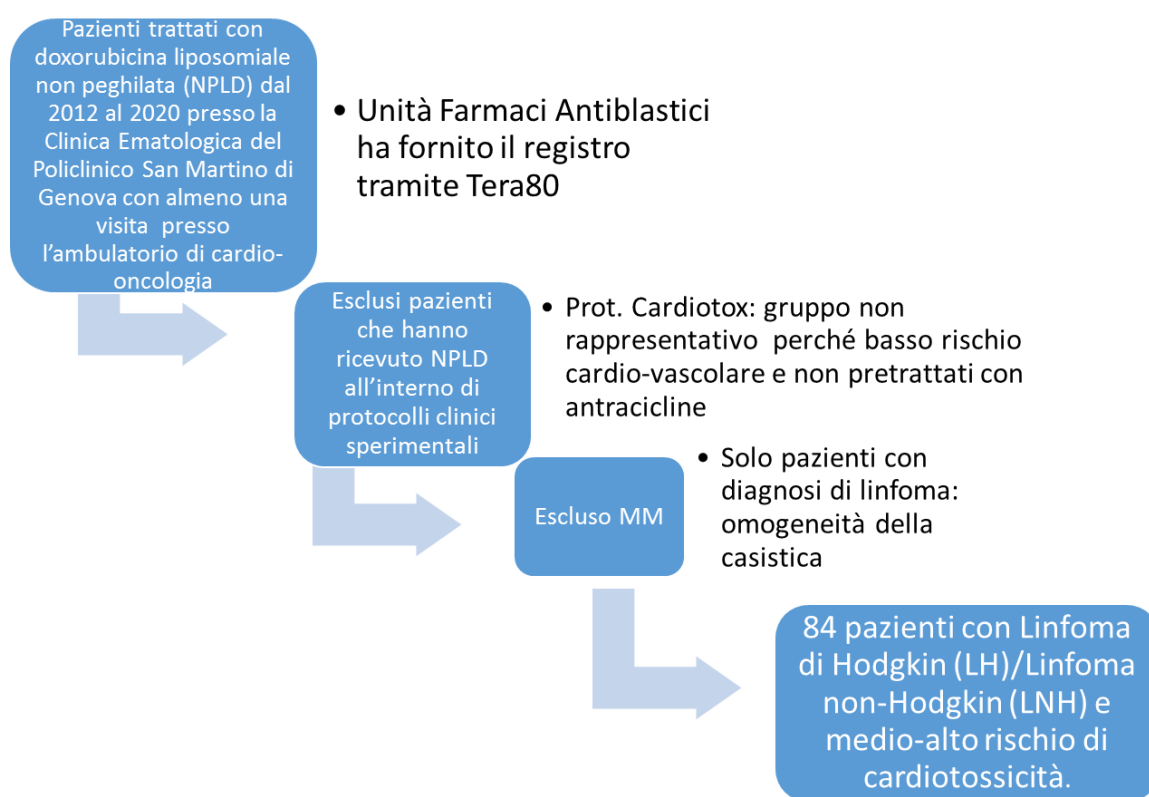 Pazienti trattati con
doxorubicina liposomiale
non peghilata (NPLD) dal
2012 al 2020 presso la
Clinica Ematologica del
Policlinico San Martino di
Genova con almeno una
visita presso
l’ambulatorio di cardio-
oncologia
• Unità Farmaci Antiblastici
ha fornito il registro
tramite Tera80
Esclusi pazienti
che hanno
ricevuto NPLD
all’interno di
protocolli clinici
sperimentali
• Prot. Cardiotox: gruppo non
rappresentativo perché basso rischio
cardio-vascolare e non pretrattati con
antracicline
Escluso MM
• Solo pazienti con
diagnosi di linfoma:
omogeneità della
casistica
84 pazienti con Linfoma
di Hodgkin (LH)/Linfoma
non-Hodgkin (LNH) e
medio-alto rischio di
cardiotossicità.